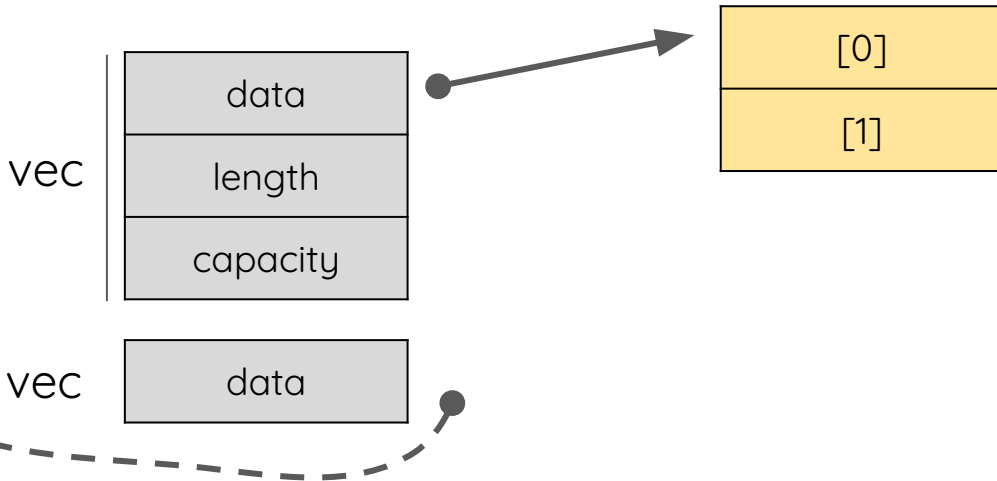 data
[0]
[1]
vec
length
capacity
vec
data